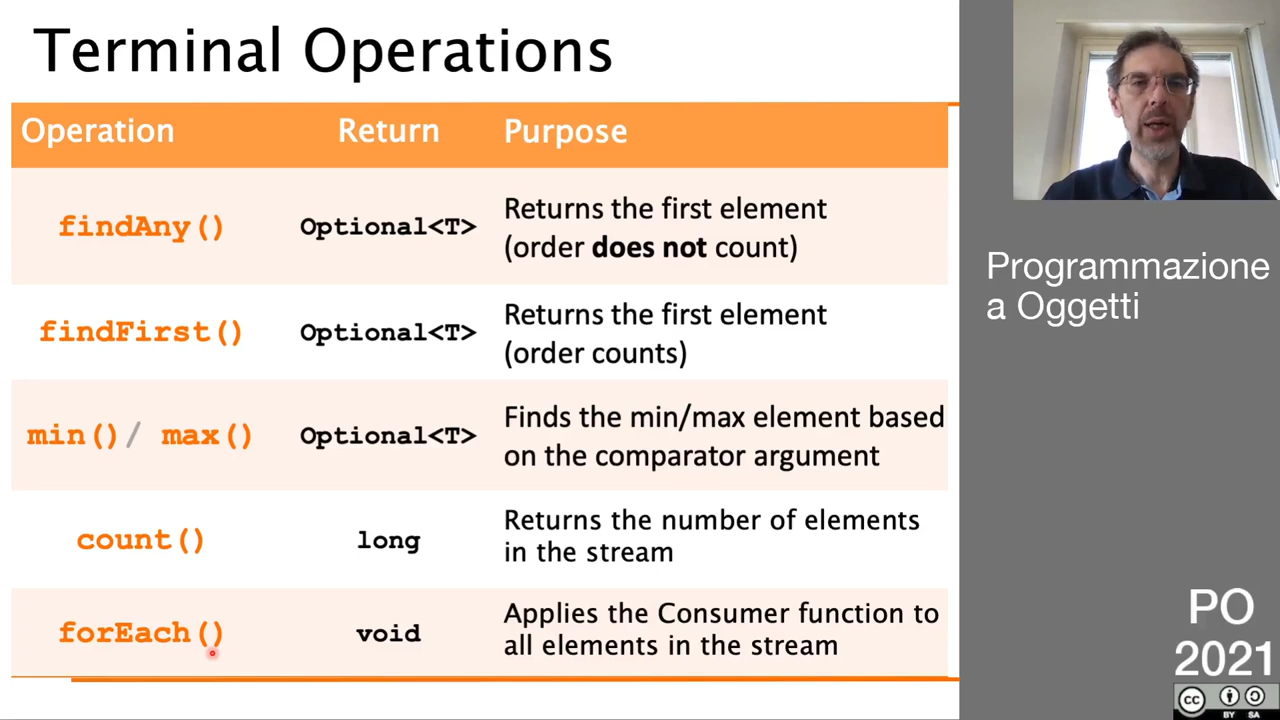 Terminal Operations
Operation Return Purpose
findAny() Optional<T> Returns the first element
(order does not count)
findFirst() Optional<T> Returns the first element
(order counts)
min()/ max() Optional<T> Finds the min/max element based
on the comparator argument
count() long Returns the number of elements
in the stream
forEach() void Applies the Consumer function to
all elements in the stream
Programmazione
a Oggetti
PO
2021
CC
BY SA